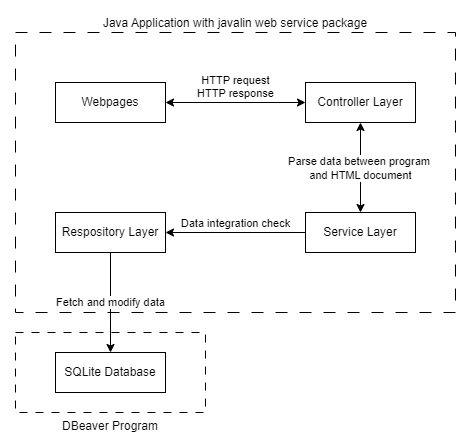 Java Application with javalin web service package
HTTP request
HTTP response
Webpages
Controller Layer
Parse data between program
and HTML document
Data integration check
Respository Layer
Service Layer
Fetch and modify data
SQLite Database
DBeaver Program